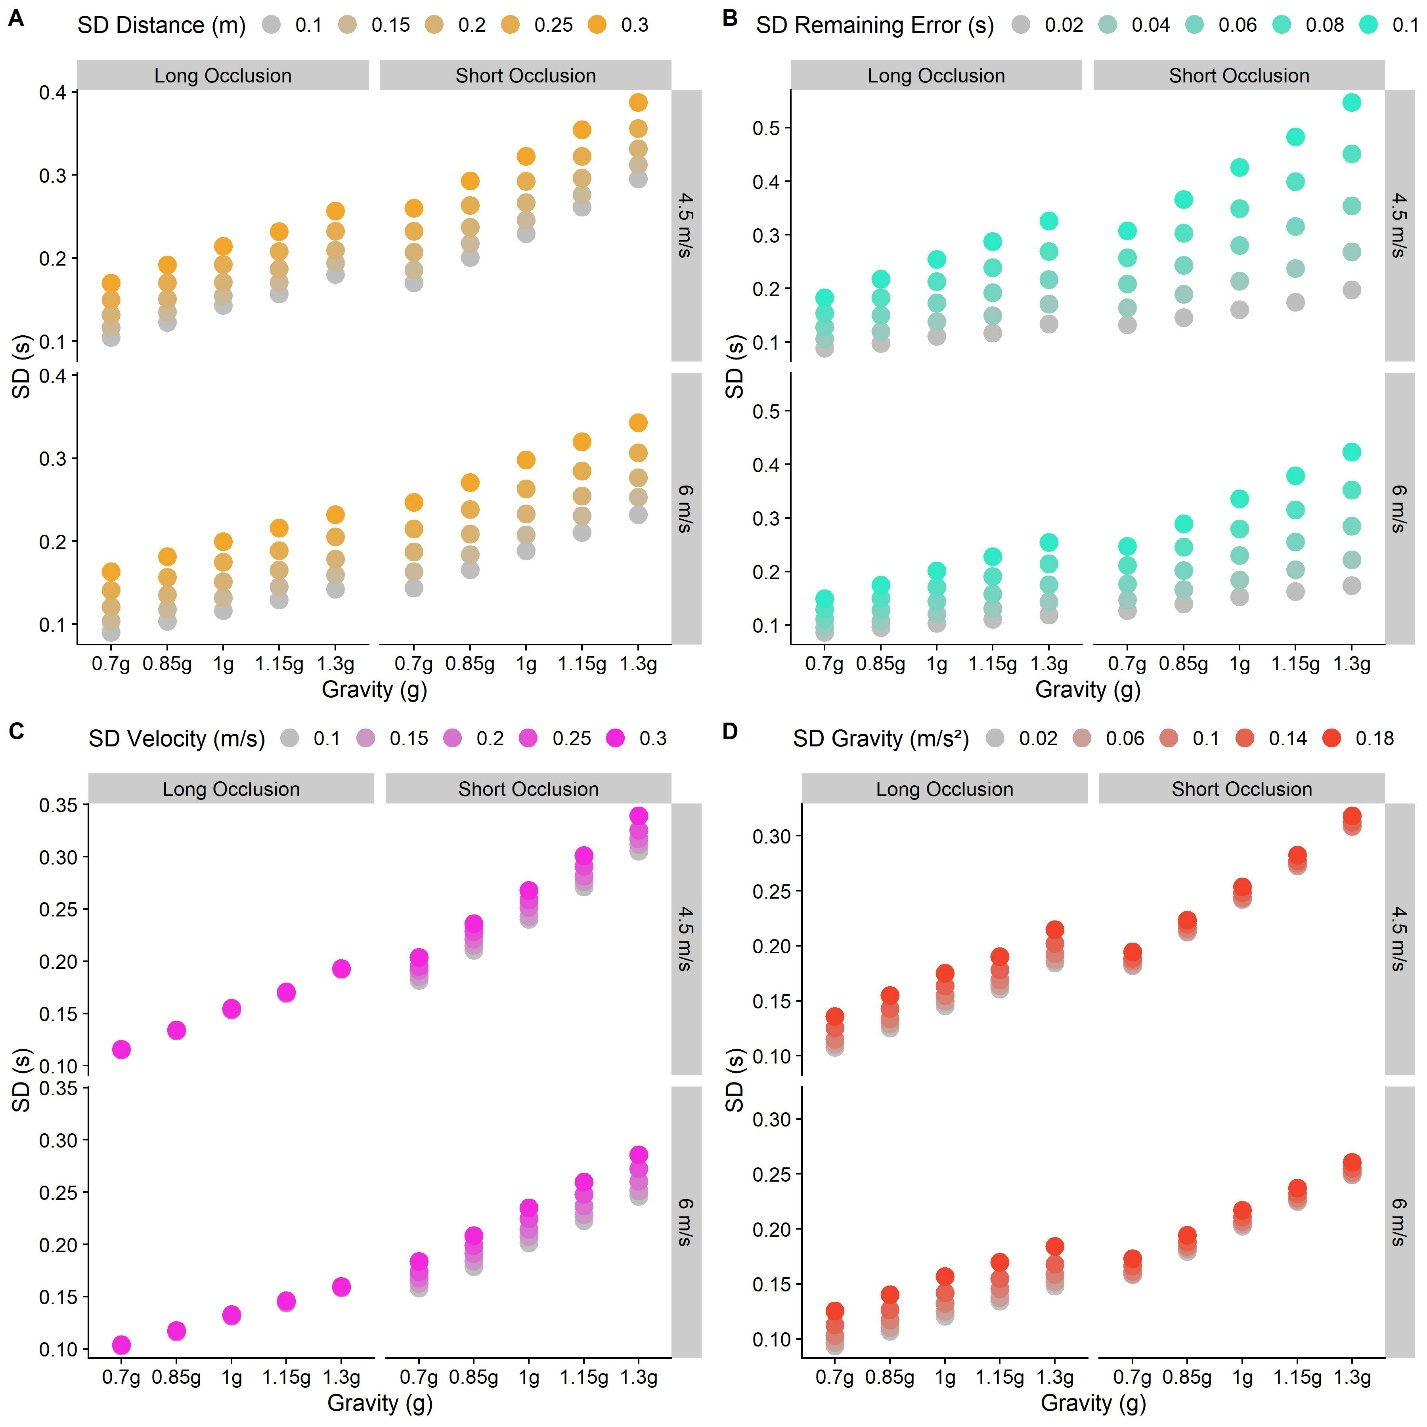 A
SD Distance (m) 0.1 0.15 0.2 0.25 0.3
Long Occlusion Short Occlusion
0.4
0.3
0.2
0.1
4.5 m/s
SD (s)
0.4
0.3
0.2
0.1
6 m/s
0.7g 0.85g 1g 1.15g 1.3g 0.7g 0.85g 1g 1.15g 1.3g
Gravity (g)
B
SD Remaining Error (s) 0.02 0.04 0.06 0.08 0.1
Long Occlusion Short Occlusion
0.5
0.4
0.3
0.2
0.1
4.5 m/s
SD (s)
0.5
0.4
0.3
0.2
0.1
6 m/s
0.7g 0.85g 1g 1.15g 1.3g 0.7g 0.85g 1g 1.15g 1.3g
Gravity (g)
C
SD Velocity (m/s) 0.1 0.15 0.2 0.25 0.3
Long Occlusion Short Occlusion
0.35
0.30
0.25
0.20
0.15
0.10
4.5 m/s
SD (s)
0.35
0.30
0.25
0.20
0.15
0.10
6 m/s
0.7g 0.85g 1g 1.15g 1.3g 0.7g 0.85g 1g 1.15g 1.3g
Gravity (g)
D
SD Gravity (m/s²) 0.02 0.06 0.1 0.14 0.18
Long Occlusion Short Occlusion
0.30
0.25
0.20
0.15
0.10
4.5 m/s
SD (s)
0.30
0.25
0.20
0.15
0.10
6 m/s
0.7g 0.85g 1g 1.15g 1.3g 0.7g 0.85g 1g 1.15g 1.3g
Gravity (g)